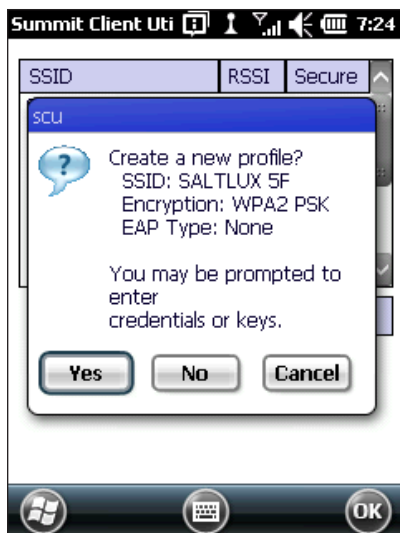 Summit Client Uti 7:24
SSID RSSI Secure
scu
Create a new profile?
SSID: SALTLUX 5F
Encryption: WPA2 PSK
EAP Type: None
You may be prompted to
enter
credentials or keys.
Yes No Cancel
OK